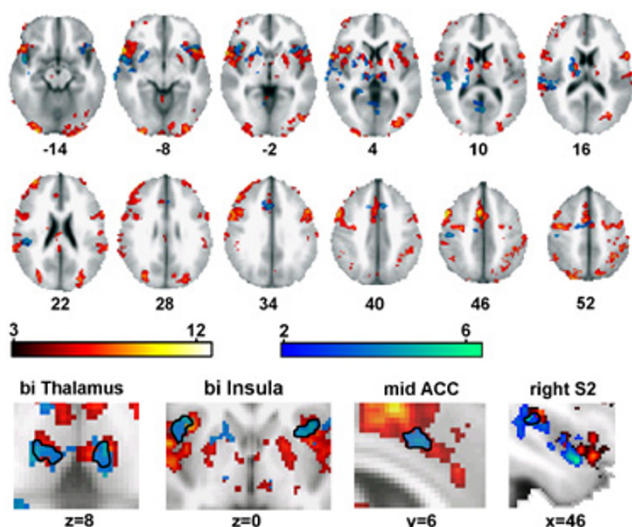 -14 -8 -2 4 10 16
22 28 34 40 46 52
3 12 2 6
bi Thalamus bi Insula mid ACC right S2
z=8 z=0 y=6 x=46